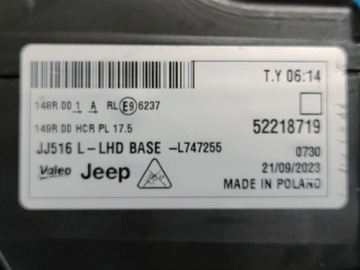 T.Y 06:14
148R 00 1 A RL E9 6237
149R 00 HCR PL 17.5
52218719
JJ516 L-LHD BASE -L747255
0730
Valeo Jeep
21/09/2023
MADE IN POLAND